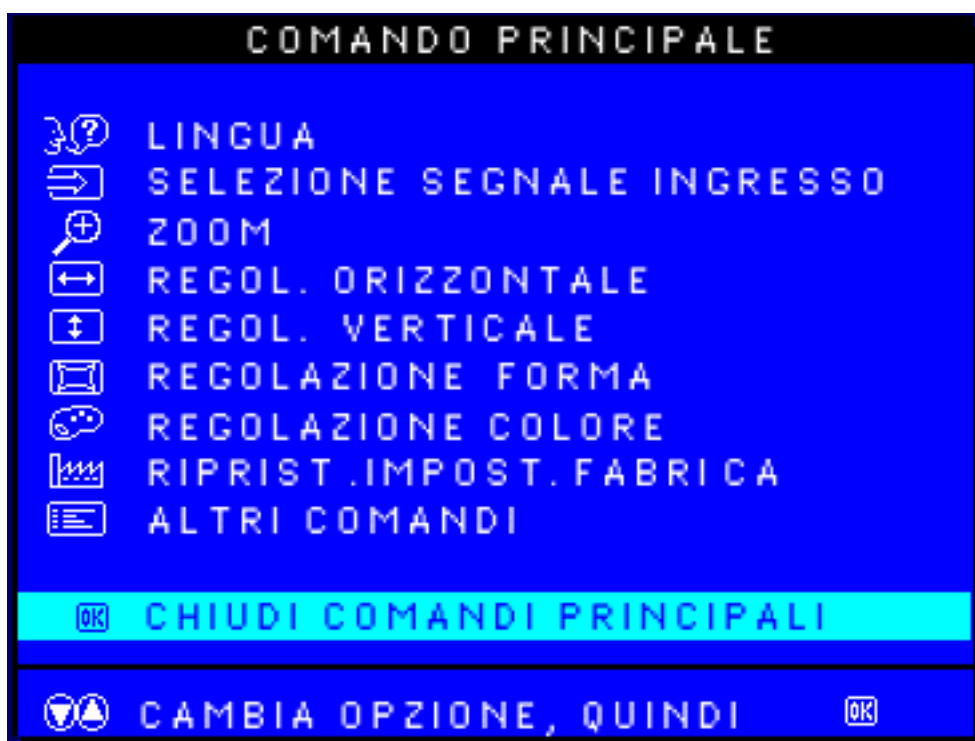 COMANDO PRINCIPALE
LINGUA
SELEZIONE SEGNALE INGRESSO
ZOOM
REGOL. ORIZZONTALE
REGOL. VERTICALE
REGOLAZIONE FORMA
REGOLAZIONE COLORE
RIPRIST.IMPOST.FABRICA
ALTRI COMANDI
OK CHIUDI COMANDI PRINCIPALI
CAMBIA OPZIONE, QUINDI OK